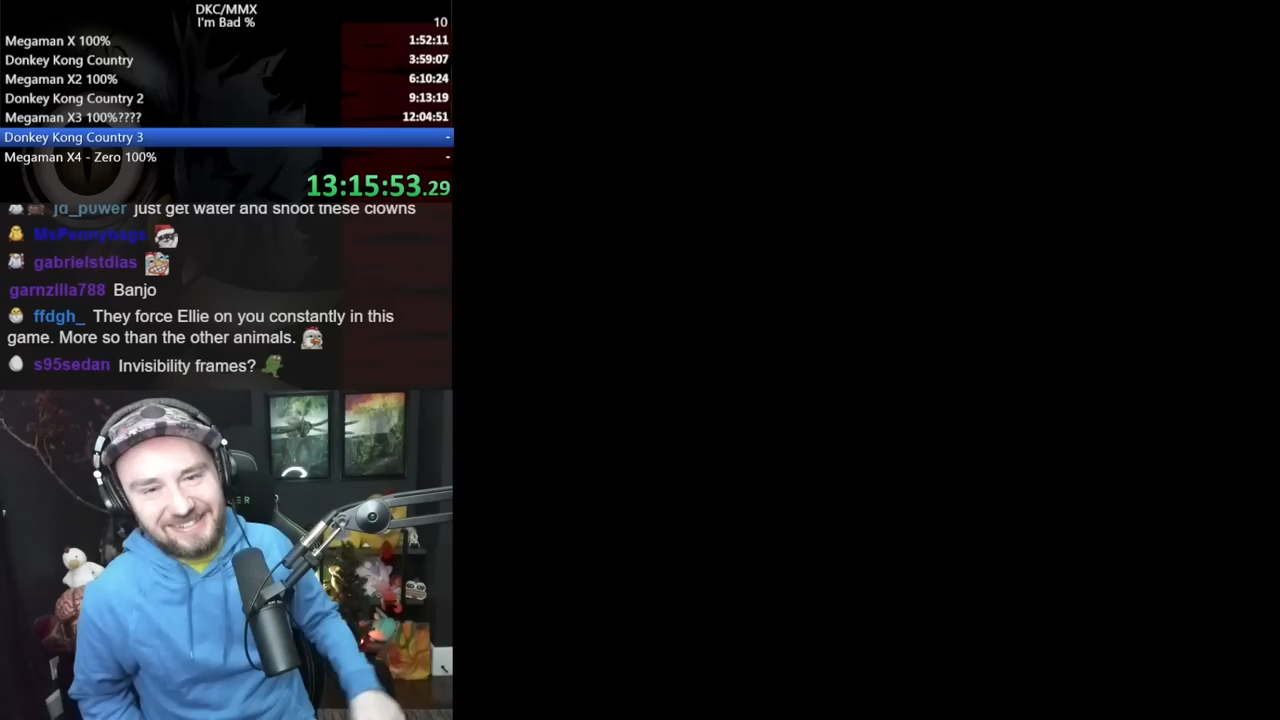 DKC/MMX
I'm Bad %
10
Megaman X 100% 1:52:11
Donkey Kong Country 3:59:07
Megaman X2 100% 6:10:24
Donkey Kong Country 2 9:13:19
Megaman X3 100%???? 12:04:51
Donkey Kong Country 3 -
Megaman X4 - Zero 100% -
13:15:53.29
jd_power just get water and shoot these clowns
MsPennybags
gabrielstdias
garnzilla788 Banjo
ffdgh_ They force Ellie on you constantly in this
game. More so than the other animals.
s95sedan Invisibility frames?